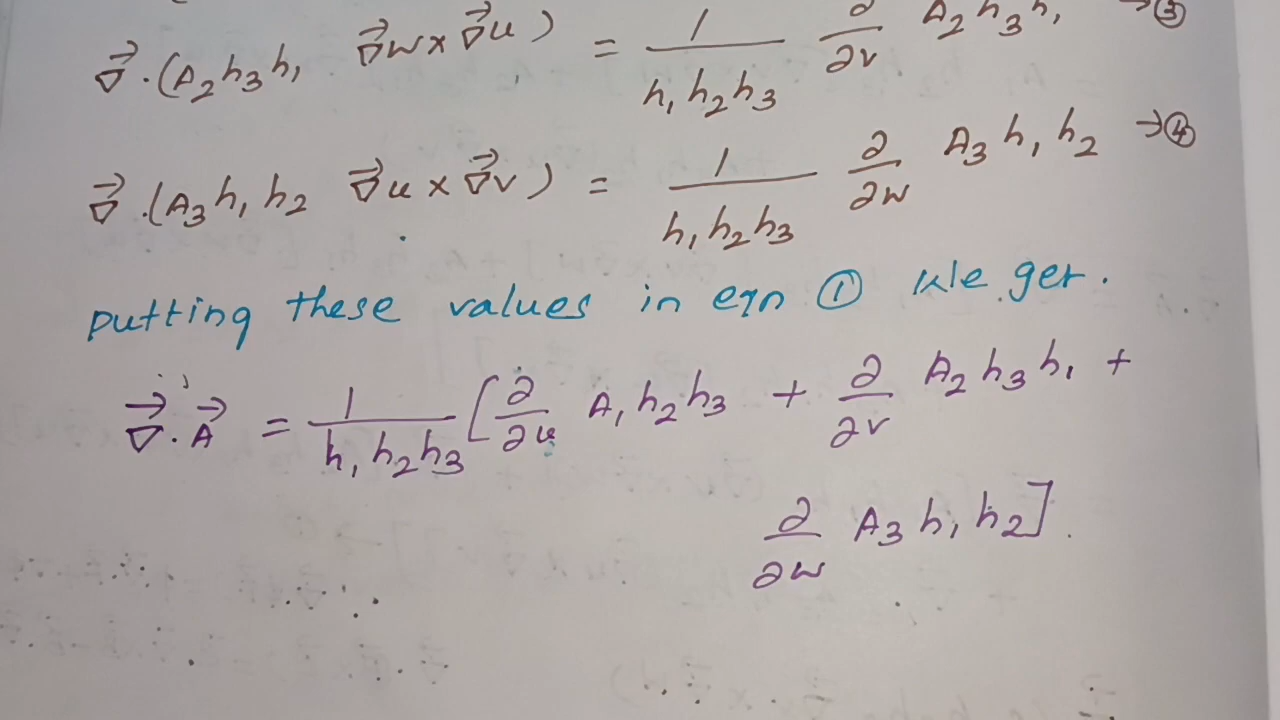 ∇⃗.(A₂h₃h₁ ∇⃗w×∇⃗u) = 1/h₁h₂h₃ ∂/∂v A₂h₃h₁ →③
∇⃗.(A₃h₁h₂ ∇⃗u×∇⃗v) = 1/h₁h₂h₃ ∂/∂w A₃h₁h₂ →④
putting these values in eqn ① we get.
∇⃗.A⃗ = 1/h₁h₂h₃ [∂/∂u A₁h₂h₃ + ∂/∂v A₂h₃h₁ +
∂/∂w A₃h₁h₂].